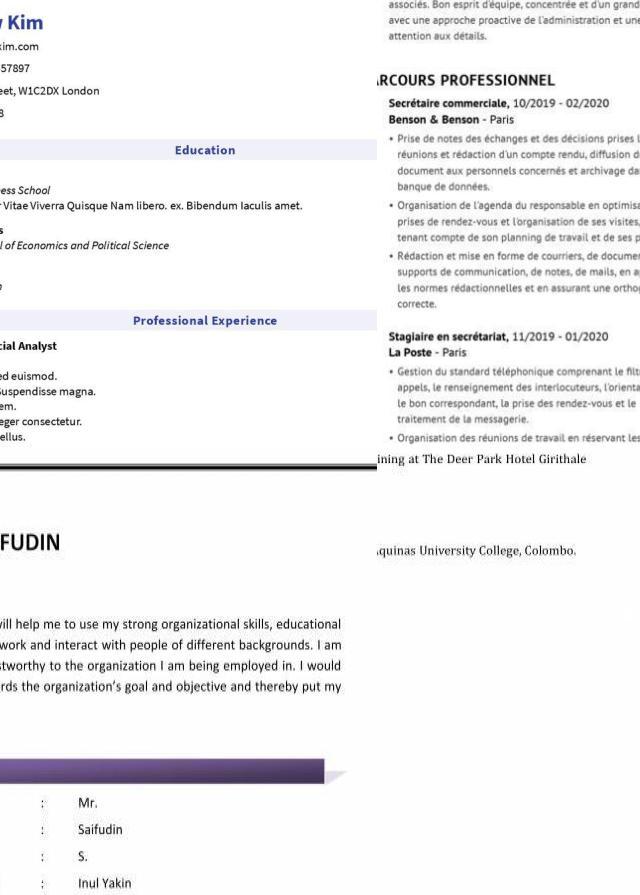 Kim
kim.com
57897
eet, W1C2DX London
8
Education
ness School
Vitae Viverra Quisque Nam libero. ex. Bibendum Iaculis amet.
s
l of Economics and Political Science
Professional Experience
cial Analyst
ed euismod.
Suspendisse magna.
em.
eger consectetur.
ellus.
associés. Bon esprit d'équipe, concentrée et d'un grand
avec une approche proactive de l'administration et une
attention aux détails.
RCOURS PROFESSIONNEL
Secrétaire commerciale, 10/2019 - 02/2020
Benson & Benson - Paris
• Prise de notes des échanges et des décisions prises l
réunions et rédaction d'un compte rendu, diffusion d
document aux personnels concernés et archivage da
banque de données.
• Organisation de l'agenda du responsable en optimisa
prises de rendez-vous et l'organisation de ses visites,
tenant compte de son planning de travail et de ses p
• Rédaction et mise en forme de courriers, de documen
supports de communication, de notes, de mails, en a
les normes rédactionnelles et en assurant une orthog
correcte.
Stagiaire en secrétariat, 11/2019 - 01/2020
La Poste - Paris
• Gestion du standard téléphonique comprenant le filt
appels, le renseignement des interlocuteurs, l'orienta
le bon correspondant, la prise des rendez-vous et le
traitement de la messagerie.
• Organisation des réunions de travail en réservant les
ining at The Deer Park Hotel Girithale
quinas University College, Colombo.
FUDIN
will help me to use my strong organizational skills, educational
work and interact with people of different backgrounds. I am
stworthy to the organization I am being employed in. I would
rds the organization's goal and objective and thereby put my
: Mr.
: Saifudin
: S.
: Inul Yakin